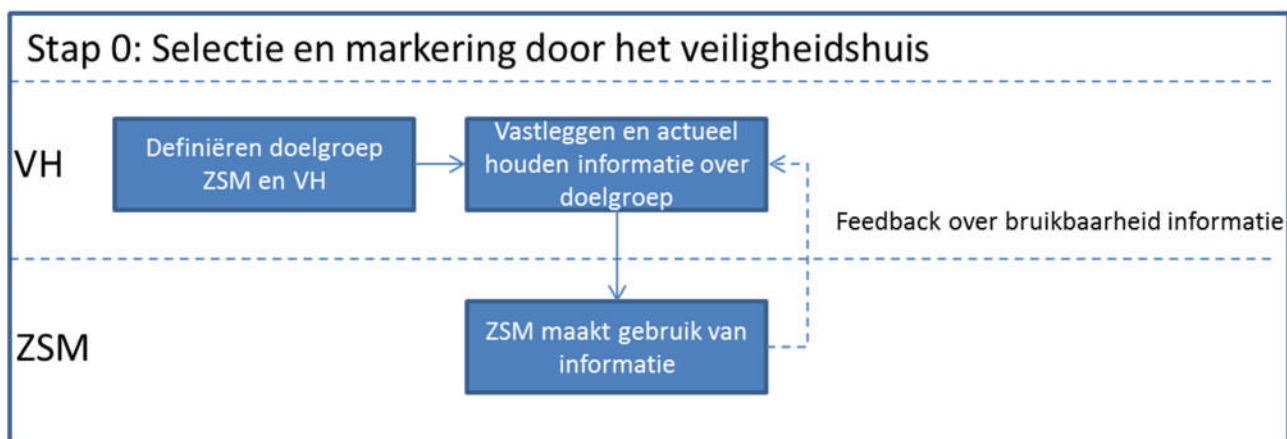 Stap 0: Selectie en markering door het veiligheidshuis
VH
Definiëren doelgroep
ZSM en VH
Vastleggen en actueel
houden informatie over
doelgroep
Feedback over bruikbaarheid informatie
ZSM
ZSM maakt gebruik van
informatie